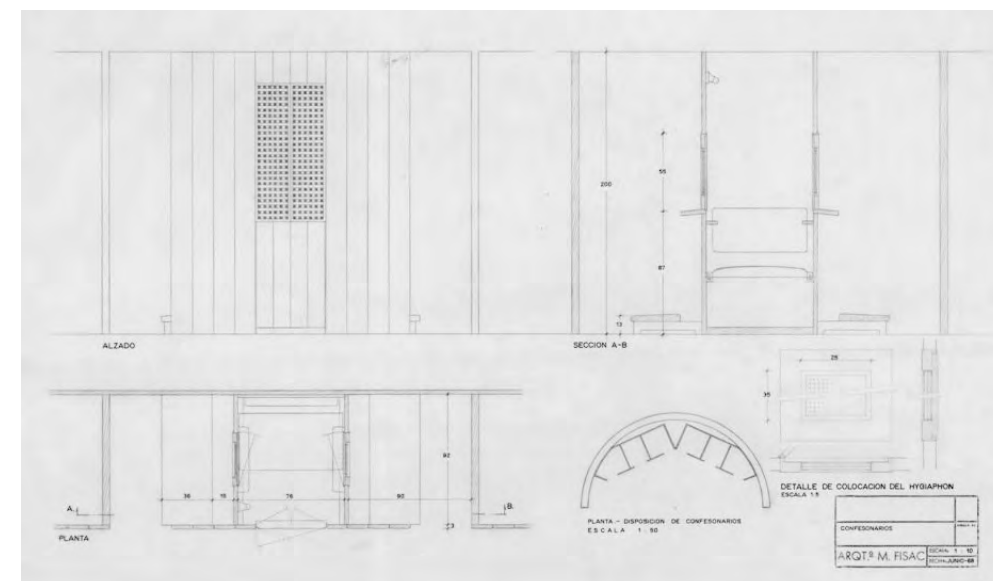 ALZADO
200
55
87
13
SECCION A-B
36
15
76
90
92
3
A.
B.
PLANTA
PLANTA.- DISPOSICION DE CONFESONARIOS
ESCALA 1 50
28
35
DETALLE DE COLOCACION DEL HYGIAPHON
ESCALA 1:5
CONFESONARIOS
ARQT.º M. FISAC
ESCALA 1 : 10
FECHA JUNIO-68